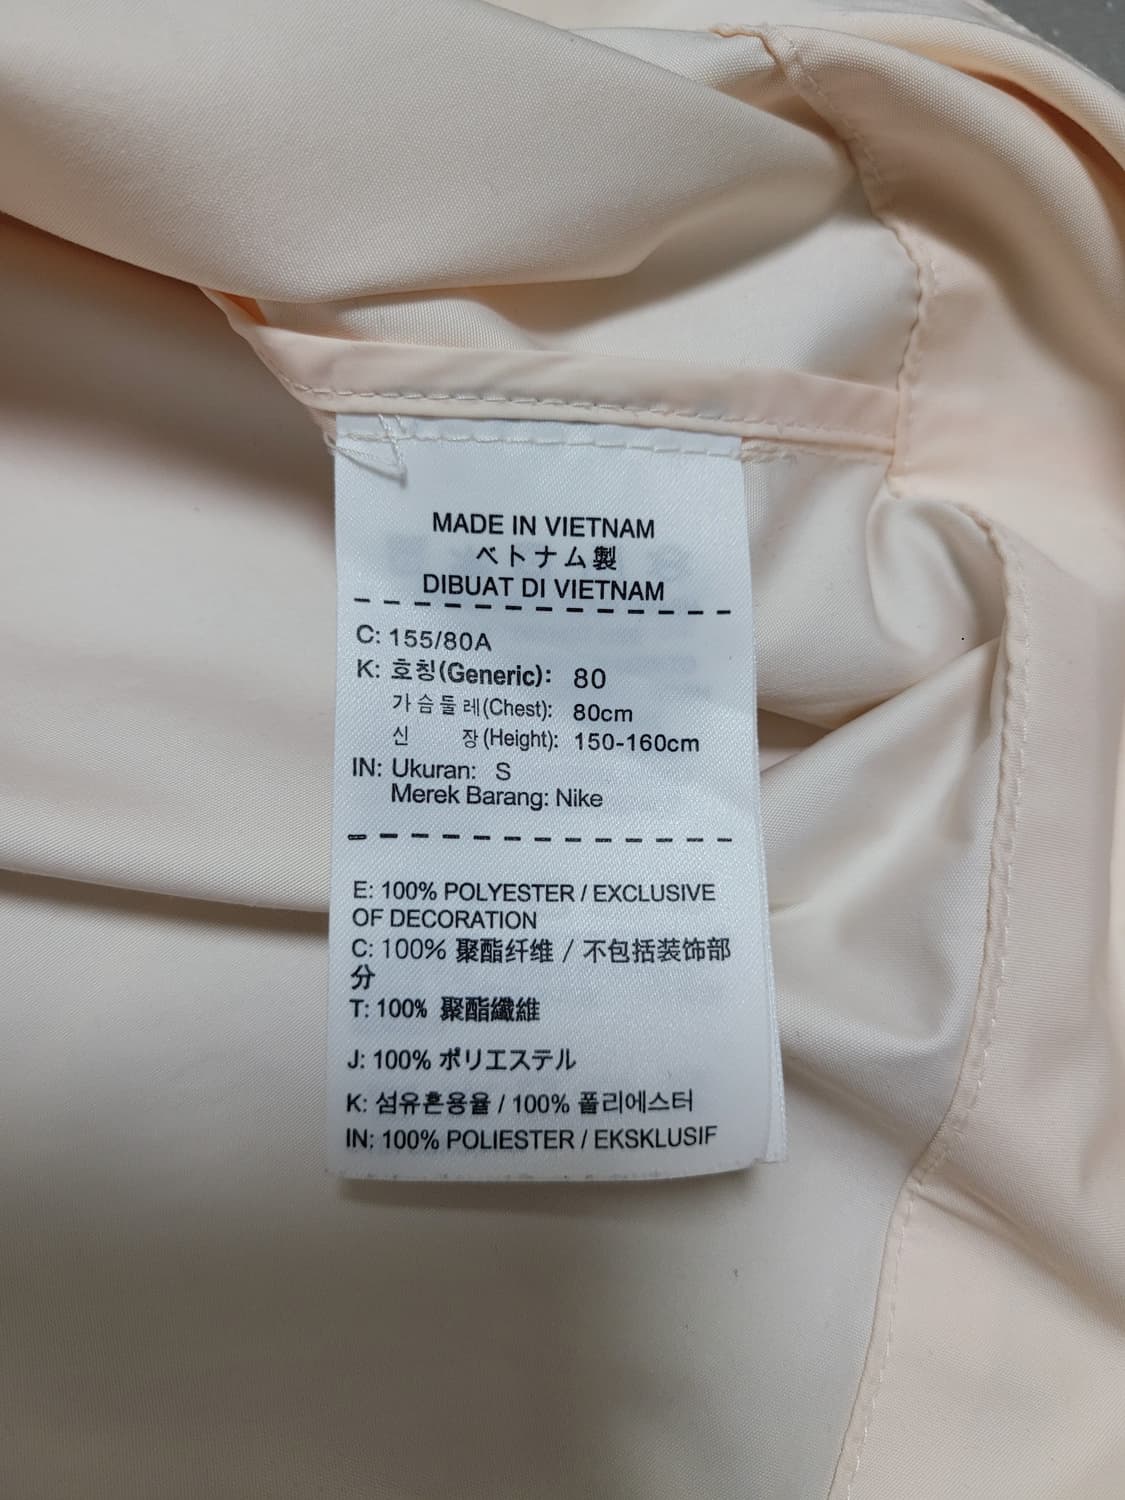 MADE IN VIETNAM
ベトナム製
DIBUAT DI VIETNAM
C: 155/80A
K: 호칭(Generic): 80
가슴둘레(Chest): 80cm
신 장(Height): 150-160cm
IN: Ukuran: S
Merek Barang: Nike
E: 100% POLYESTER / EXCLUSIVE
OF DECORATION
C: 100% 聚酯纤维 / 不包括装饰部
分
T: 100% 聚酯纖維
J: 100% ポリエステル
K: 섬유혼용율 / 100% 폴리에스터
IN: 100% POLIESTER / EKSKLUSIF